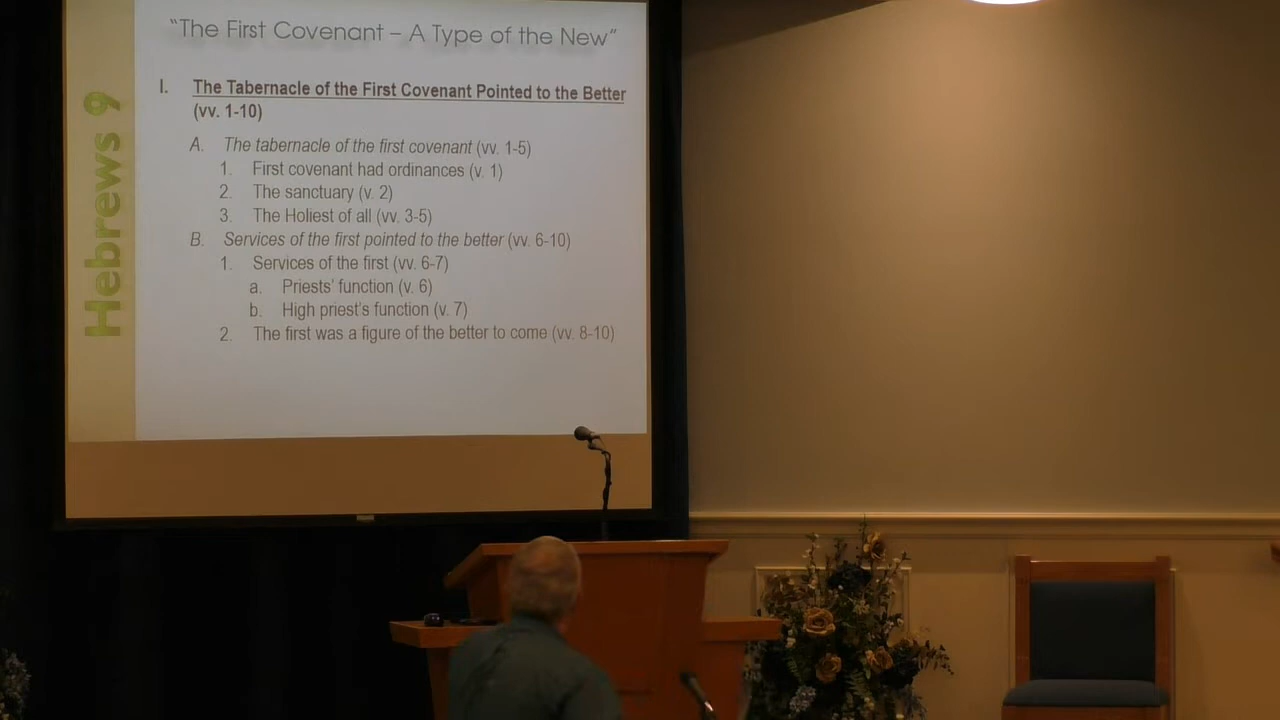 "The First Covenant – A Type of the New"
Hebrews 9
I. The Tabernacle of the First Covenant Pointed to the Better
(vv. 1-10)
A. The tabernacle of the first covenant (vv. 1-5)
1. First covenant had ordinances (v. 1)
2. The sanctuary (v. 2)
3. The Holiest of all (vv. 3-5)
B. Services of the first pointed to the better (vv. 6-10)
1. Services of the first (vv. 6-7)
a. Priests' function (v. 6)
b. High priest's function (v. 7)
2. The first was a figure of the better to come (vv. 8-10)